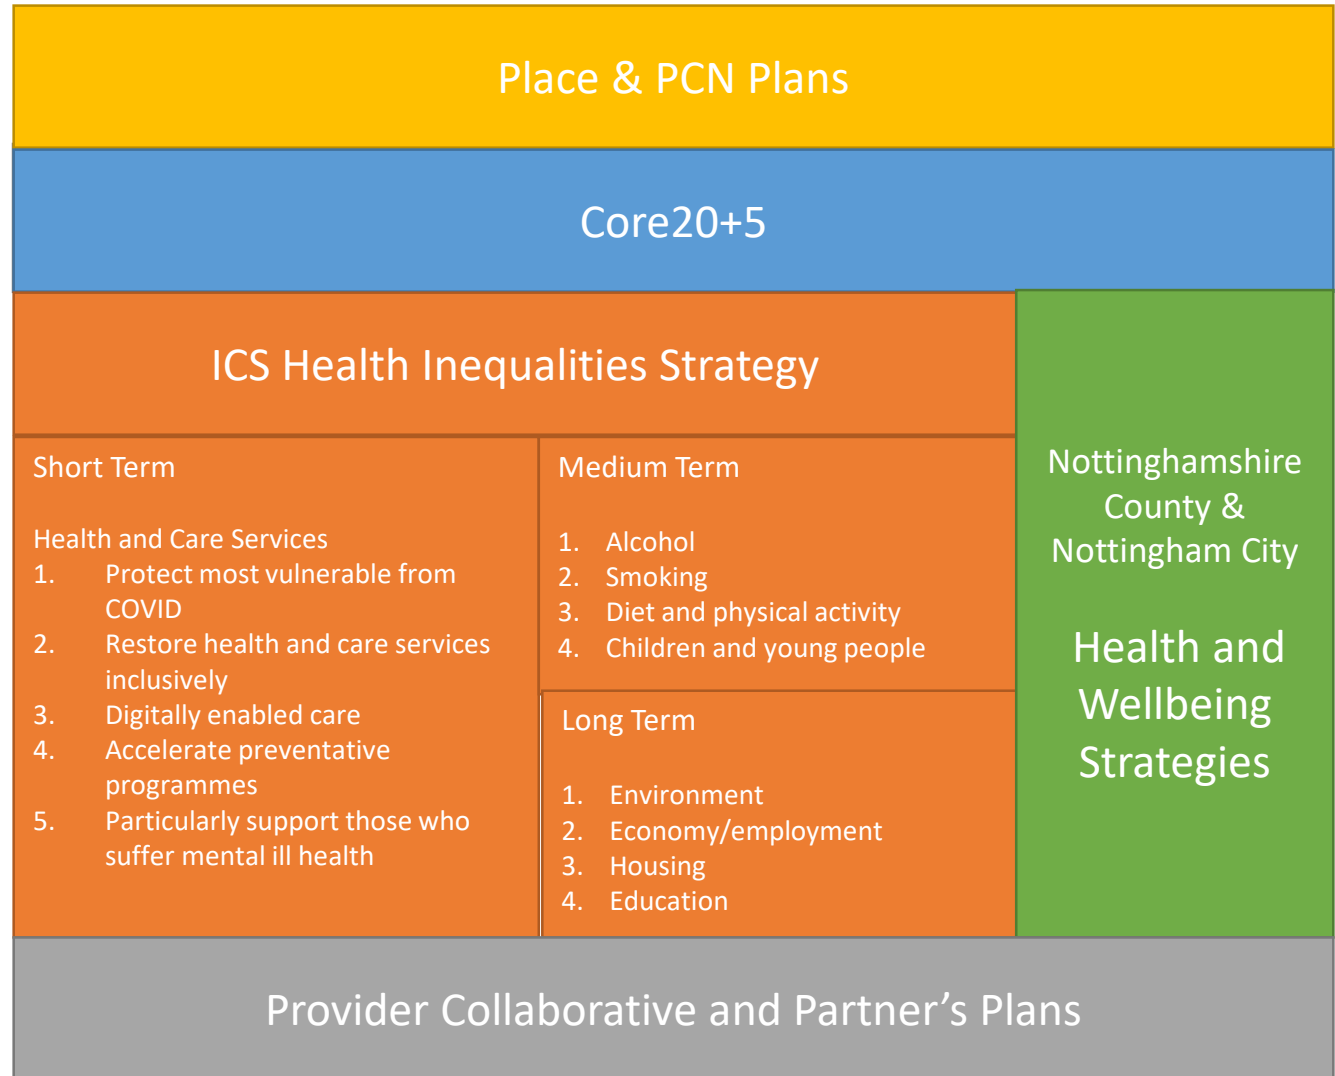 Place & PCN Plans
Core20+5
ICS Health Inequalities Strategy
Short Term
Health and Care Services
1. Protect most vulnerable from
COVID
2. Restore health and care services
inclusively
3. Digitally enabled care
4. Accelerate preventative
programmes
5. Particularly support those who
suffer mental ill health
Medium Term
1. Alcohol
2. Smoking
3. Diet and physical activity
4. Children and young people
Long Term
1. Environment
2. Economy/employment
3. Housing
4. Education
Nottinghamshire
County &
Nottingham City
Health and
Wellbeing
Strategies
Provider Collaborative and Partner’s Plans